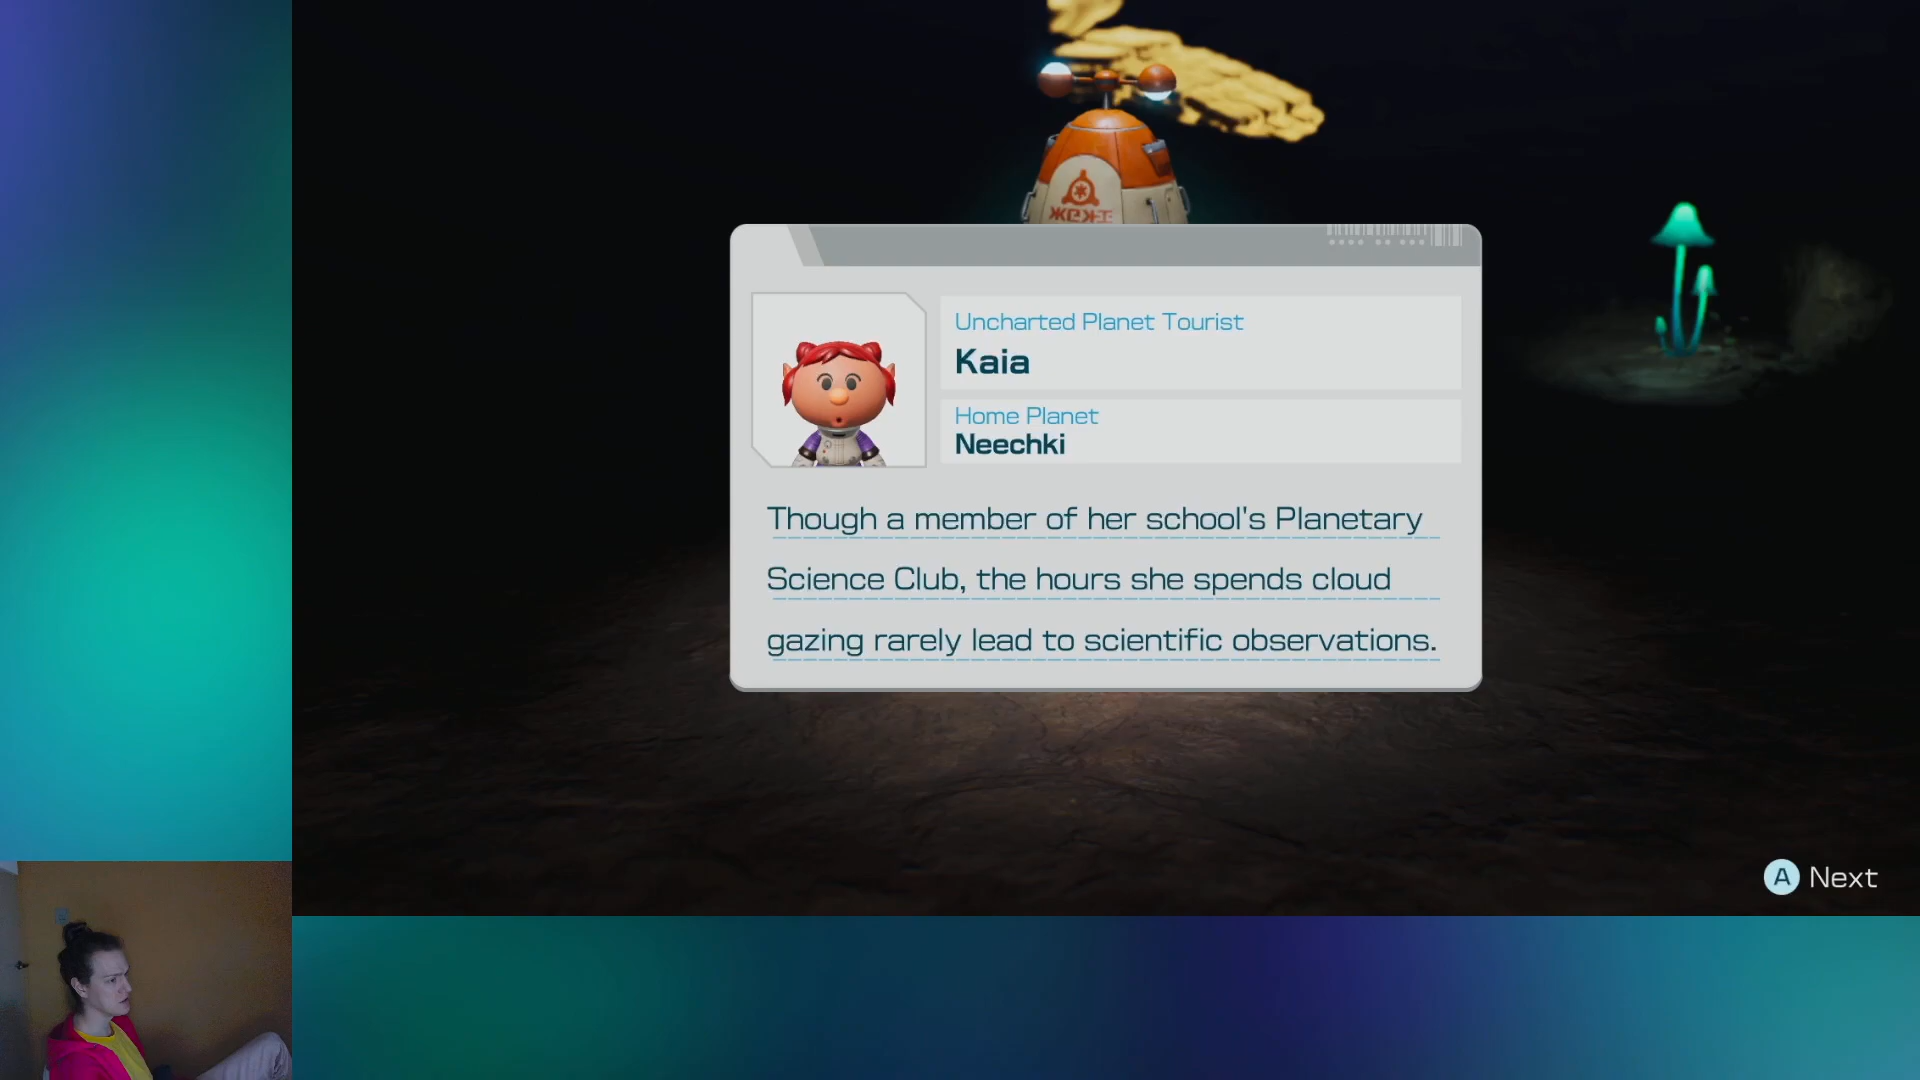 Uncharted Planet Tourist
Kaia
Home Planet
Neechki
Though a member of her school's Planetary
Science Club, the hours she spends cloud
gazing rarely lead to scientific observations.
A Next